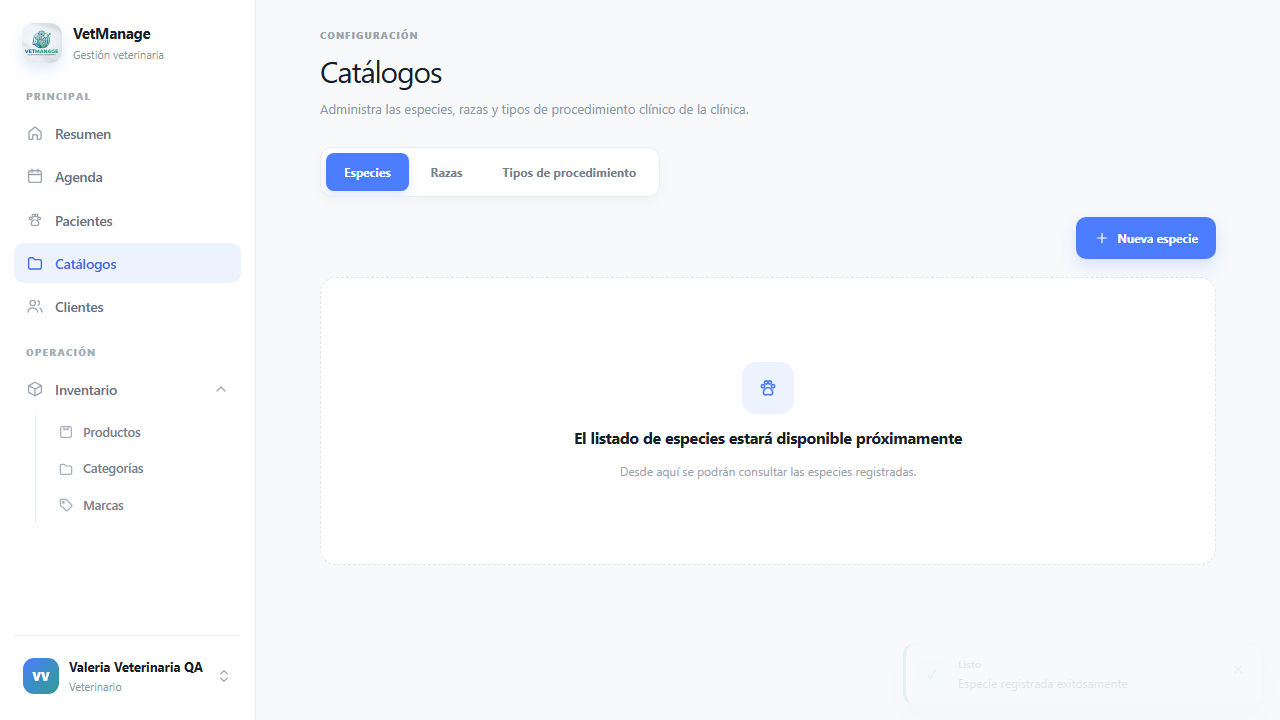 VetManage
Gestión veterinaria
PRINCIPAL
Resumen
Agenda
Pacientes
Catálogos
Clientes
OPERACIÓN
Inventario
Productos
Categorías
Marcas
VV
Valeria Veterinaria QA
Veterinario
CONFIGURACIÓN
Catálogos
Administra las especies, razas y tipos de procedimiento clínico de la clínica.
Especies
Razas
Tipos de procedimiento
Nueva especie
El listado de especies estará disponible próximamente
Desde aquí se podrán consultar las especies registradas.
Listo
Especie registrada exitosamente